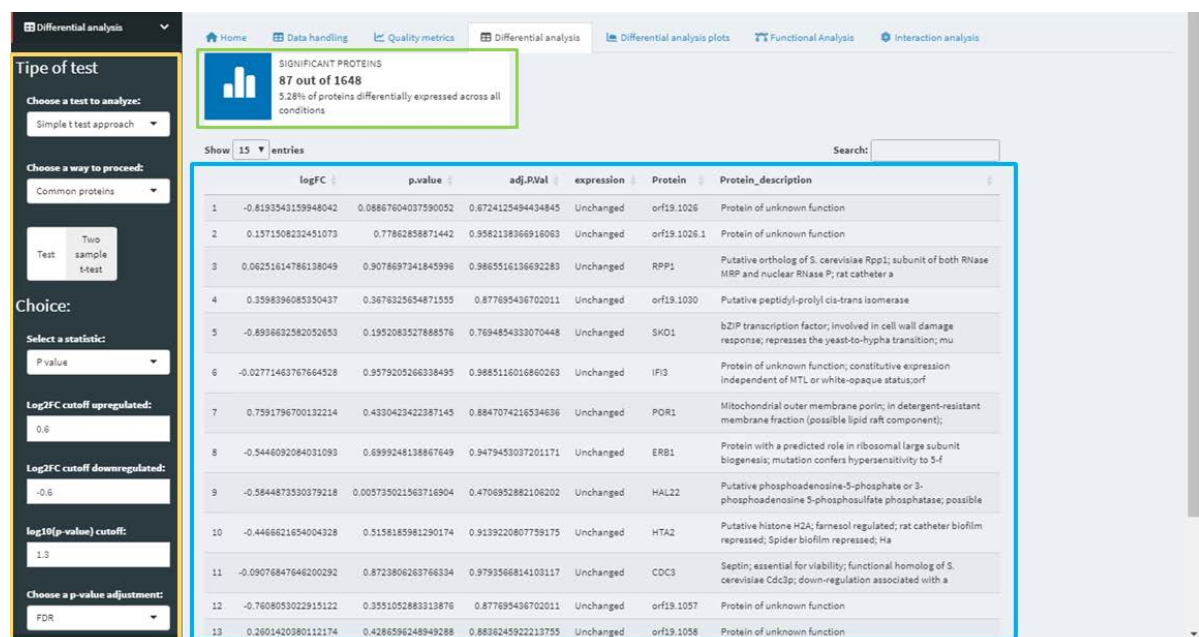 Differential analysis
Tipe of test
Choose a test to analyze:
Simple t test approach
Choose a way to proceed:
Common proteins
Test
Two
sample
t-test
Choice:
Select a statistic:
P value
Log2FC cutoff upregulated:
0.6
Log2FC cutoff downregulated:
-0.6
log10(p-value) cutoff:
1.3
Choose a p-value adjustment:
FDR
Home Data handling Quality metrics Differential analysis Differential analysis plots Functional Analysis Interaction analysis
SIGNIFICANT PROTEINS
87 out of 1648
5.28% of proteins differentially expressed across all
conditions
Show 15 entries Search:
logFC p.value adj.P.Val expression Protein Protein_description
1 -0.8193543159948042 0.08867604037590052 0.6724125494434845 Unchanged orf19.1026 Protein of unknown function
2 0.1571508232451073 0.77862858871442 0.9582138366916063 Unchanged orf19.1026.1 Protein of unknown function
3 0.06251614786138049 0.9078697341845996 0.9865516136692283 Unchanged RPP1 Putative ortholog of S. cerevisiae Rpp1; subunit of both RNase
MRP and nuclear RNase P; rat catheter a
4 0.3598396085350437 0.3676325654871555 0.877695436702011 Unchanged orf19.1030 Putative peptidyl-prolyl cis-trans isomerase
5 -0.8936632582052653 0.1952083527888576 0.7694854333070448 Unchanged SKO1 bZIP transcription factor; involved in cell wall damage
response; represses the yeast-to-hypha transition; mu
6 -0.02771463767664528 0.9579205266338495 0.9885116016860263 Unchanged IFI3 Protein of unknown function; constitutive expression
independent of MTL or white-opaque status;orf
7 0.7591796700132214 0.4330423422387145 0.8847074216534636 Unchanged POR1 Mitochondrial outer membrane porin; in detergent-resistant
membrane fraction (possible lipid raft component);
8 -0.5446092084031093 0.6999248138867649 0.9479453037201171 Unchanged ERB1 Protein with a predicted role in ribosomal large subunit
biogenesis; mutation confers hypersensitivity to 5-f
9 -0.5844873530379218 0.005735021563716904 0.4706952882106202 Unchanged HAL22 Putative phosphoadenosine-5-phosphate or 3-
phosphoadenosine 5-phosphosulfate phosphatase; possible
10 -0.4466621654004328 0.5158185981290174 0.9139220807759175 Unchanged HTA2 Putative histone H2A; farnesol regulated; rat catheter biofilm
repressed; Spider biofilm repressed; Ha
11 -0.09076847646200292 0.8723806263766334 0.9793566814103117 Unchanged CDC3 Septin; essential for viability; functional homolog of S.
cerevisiae Cdc3p; down-regulation associated with a
12 -0.7608053022915122 0.3551052883313876 0.877695436702011 Unchanged orf19.1057 Protein of unknown function
13 0.2601420380112174 0.4286596248949288 0.8836245922213755 Unchanged orf19.1058 Protein of unknown function